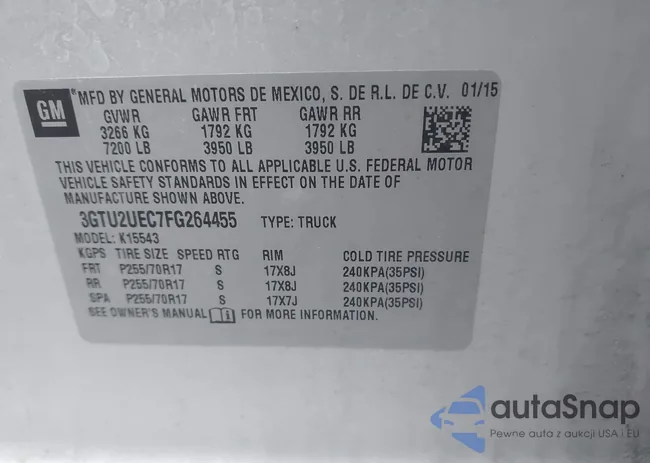 GM
MFD BY GENERAL MOTORS DE MEXICO, S. DE R.L. DE C.V. 01/15
GVWR GAWR FRT GAWR RR
3266 KG 1792 KG 1792 KG
7200 LB 3950 LB 3950 LB
THIS VEHICLE CONFORMS TO ALL APPLICABLE U.S. FEDERAL MOTOR
VEHICLE SAFETY STANDARDS IN EFFECT ON THE DATE OF
MANUFACTURE SHOWN ABOVE.
3GTU2UEC7FG264455 TYPE: TRUCK
MODEL: K15543
KGPS TIRE SIZE SPEED RTG RIM COLD TIRE PRESSURE
FRT P255/70R17 S 17X8J 240KPA(35PSI)
RR P255/70R17 S 17X8J 240KPA(35PSI)
SPA P255/70R17 S 17X7J 240KPA(35PSI)
SEE OWNER'S MANUAL FOR MORE INFORMATION.
autaSnap
Pewne auta z aukcji USA i EU